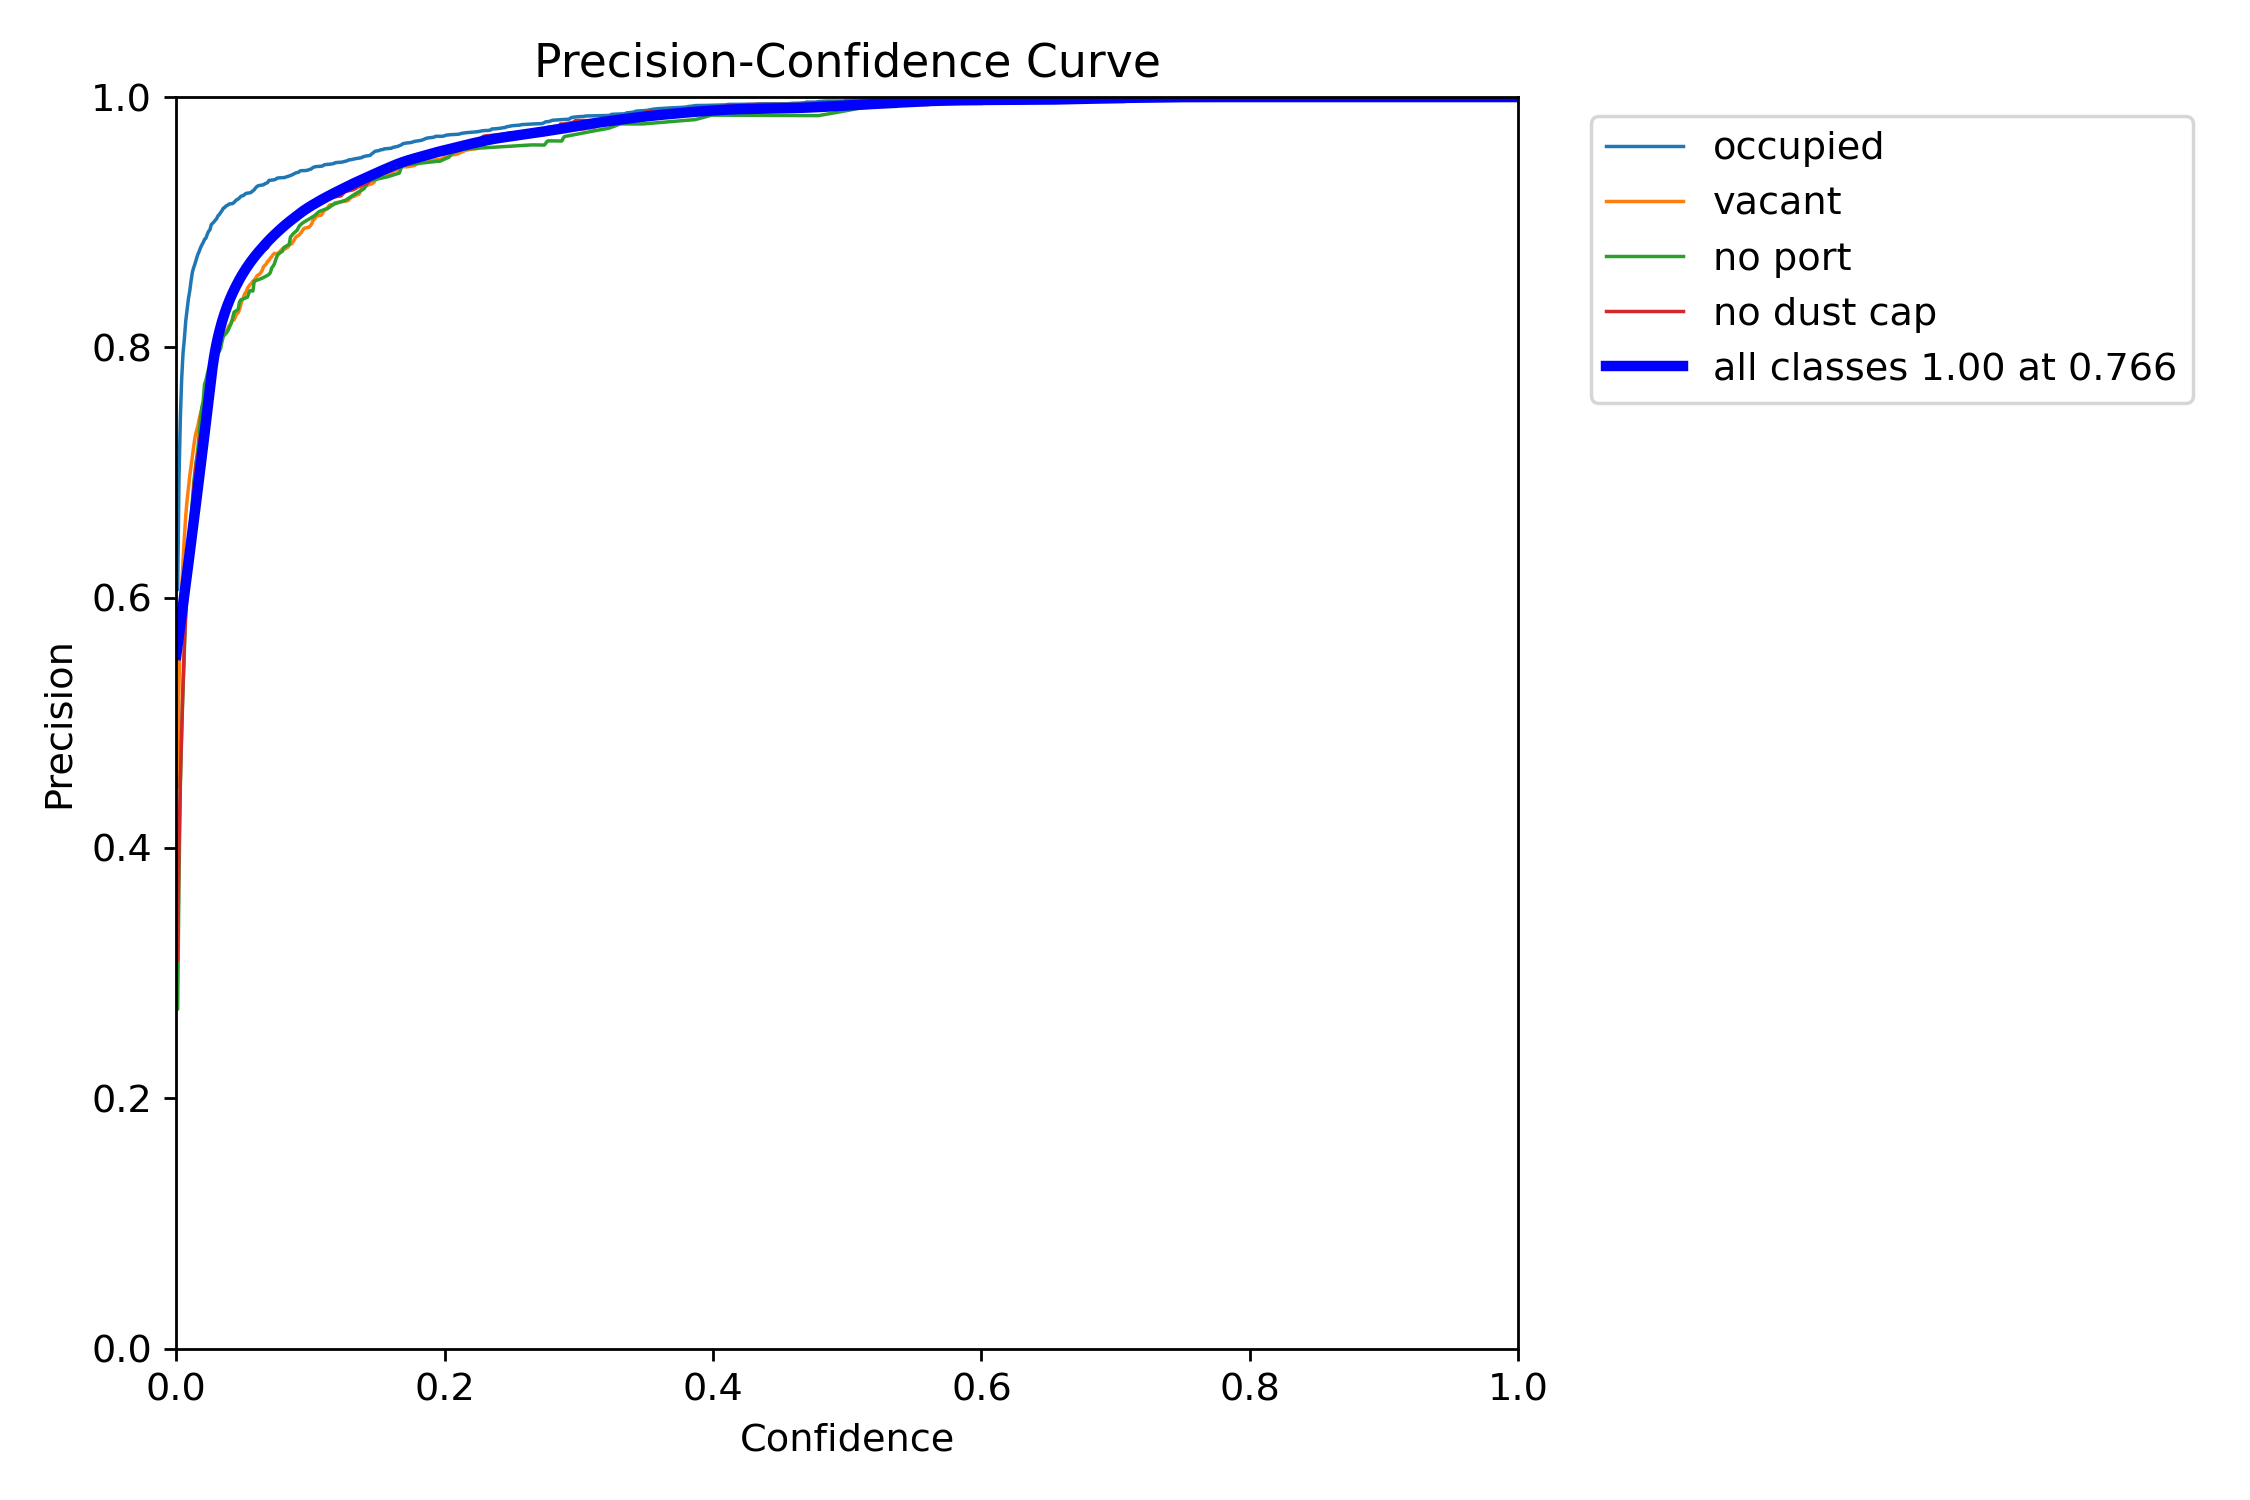 Precision-Confidence Curve
1.0
0.8
0.6
0.4
0.2
0.0
Precision
0.0 0.2 0.4 0.6 0.8 1.0
Confidence
occupied
vacant
no port
no dust cap
all classes 1.00 at 0.766